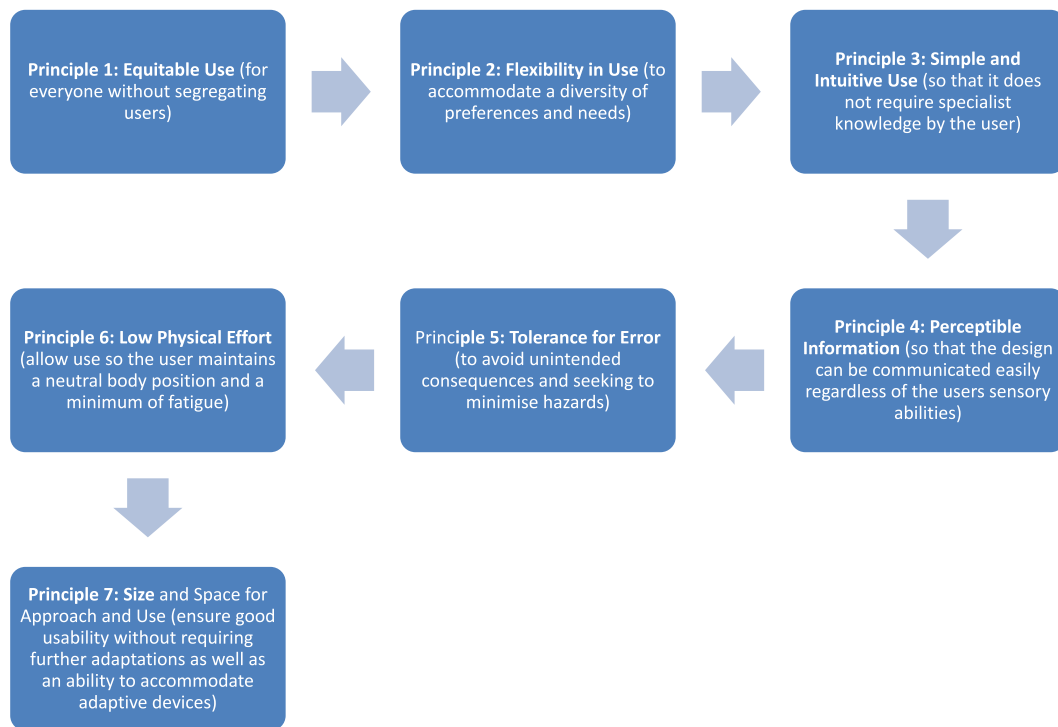 Principle 1: Equitable Use (for
everyone without segregating
users)
Principle 2: Flexibility in Use (to
accommodate a diversity of
preferences and needs)
Principle 3: Simple and
Intuitive Use (so that it does
not require specialist
knowledge by the user)
Principle 4: Perceptible
Information (so that the design
can be communicated easily
regardless of the users sensory
abilities)
Principle 5: Tolerance for Error
(to avoid unintended
consequences and seeking to
minimise hazards)
Principle 6: Low Physical Effort
(allow use so the user maintains
a neutral body position and a
minimum of fatigue)
Principle 7: Size and Space for
Approach and Use (ensure good
usability without requiring
further adaptations as well as
an ability to accommodate
adaptive devices)